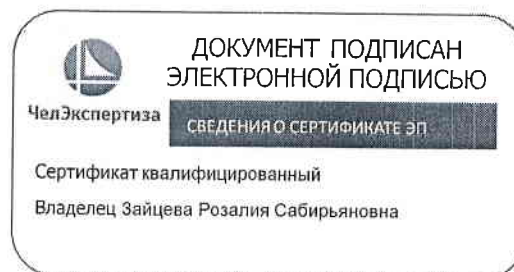 ДОКУМЕНТ ПОДПИСАН
ЭЛЕКТРОННОЙ ПОДПИСЬЮ
ЧелЭкспертиза
СВЕДЕНИЯ О СЕРТИФИКАТЕ ЭП
Сертификат квалифицированный
Владелец Зайцева Розалия Сабирьяновна